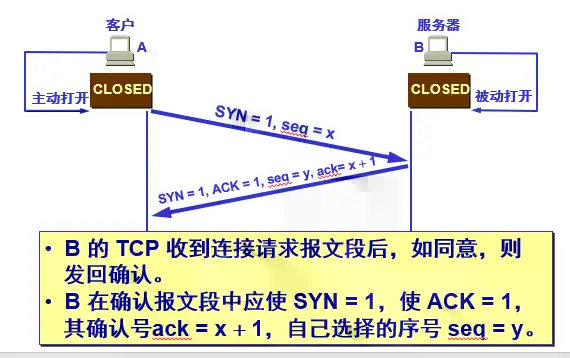 客户
服务器
A
B
主动打开
CLOSED
CLOSED
被动打开
SYN = 1, seq = x
SYN = 1, ACK = 1, seq = y, ack= x + 1
• B 的 TCP 收到连接请求报文段后，如同意，则
发回确认。
• B 在确认报文段中应使 SYN = 1，使 ACK = 1，
其确认号ack = x + 1，自己选择的序号 seq = y。